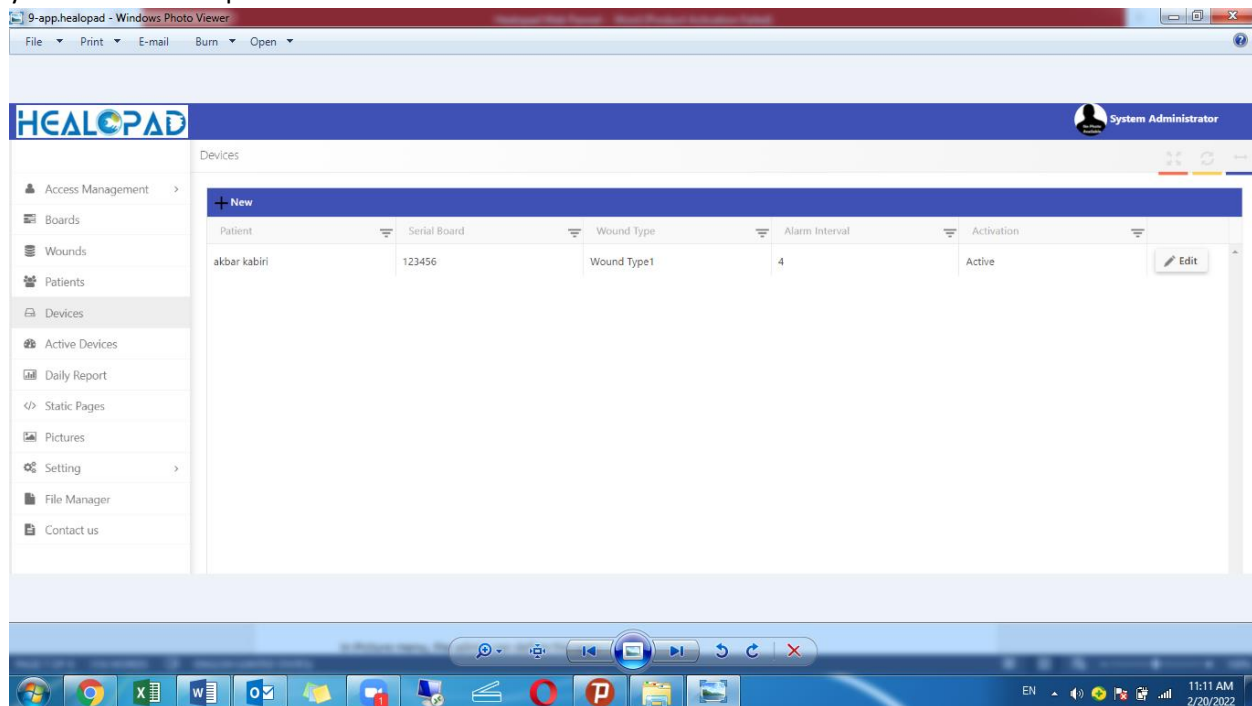 9-app.healopad - Windows Photo Viewer
File Print E-mail Burn Open
HEALOPAD
System Administrator
Devices
Access Management
Boards
Wounds
Patients
Devices
Active Devices
Daily Report
Static Pages
Pictures
Setting
File Manager
Contact us
New
Patient Serial Board Wound Type Alarm Interval Activation
akbar kabiri 123456 Wound Type1 4 Active Edit
EN
11:11 AM
2/20/2022